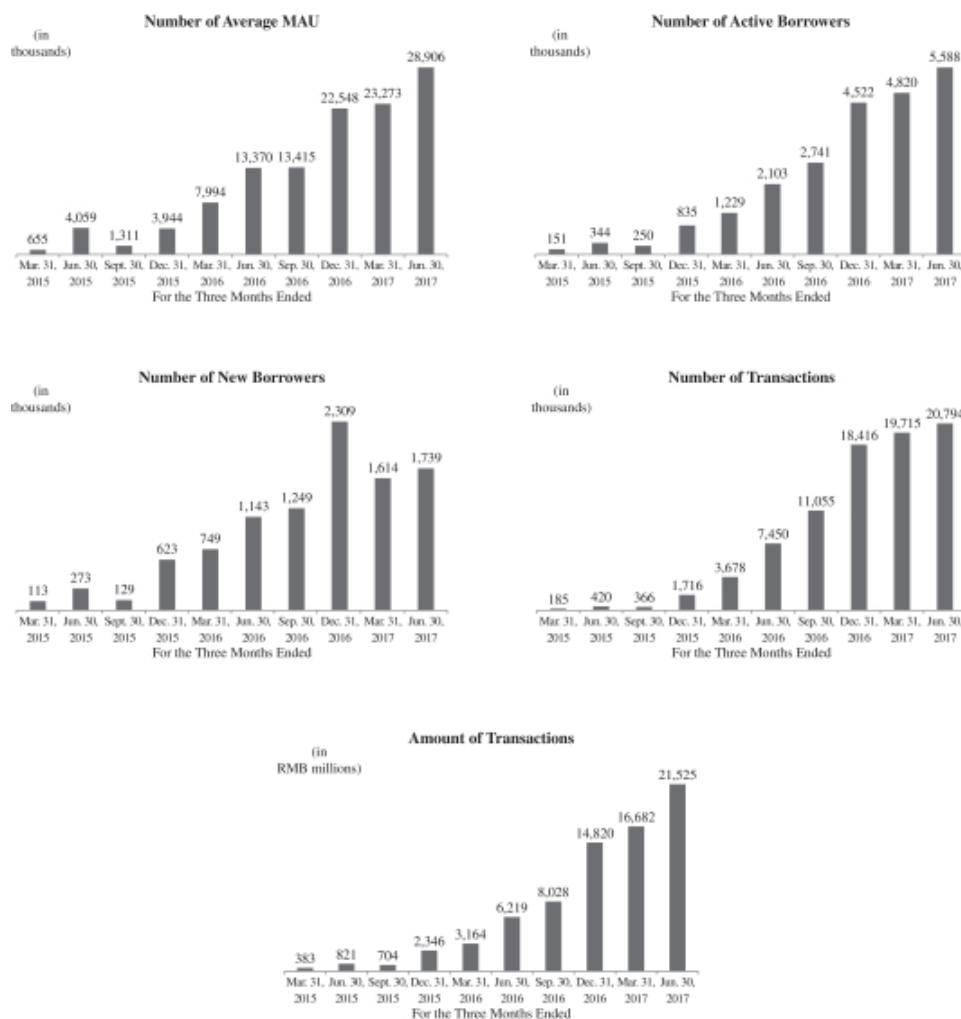 Number of Average MAU
(in
thousands)
28,906
22,548 23,273
13,370 13,415
7,994
4,059
3,944
1,311
655
Mar. 31, Jun. 30, Sept. 30, Dec. 31, Mar. 31, Jun. 30, Sep. 30, Dec. 31, Mar. 31, Jun. 30,
2015 2015 2015 2015 2016 2016 2016 2016 2017 2017
For the Three Months Ended
Number of Active Borrowers
(in
thousands)
5,588
4,820
4,522
2,741
2,103
1,229
835
344
250
151
Mar. 31, Jun. 30, Sept. 30, Dec. 31, Mar. 31, Jun. 30, Sep. 30, Dec. 31, Mar. 31, Jun. 30,
2015 2015 2015 2015 2016 2016 2016 2016 2017 2017
For the Three Months Ended
Number of New Borrowers
(in
thousands)
2,309
1,739
1,614
1,249
1,143
749
623
273
113 129
Mar. 31, Jun. 30, Sept. 30, Dec. 31, Mar. 31, Jun. 30, Sep. 30, Dec. 31, Mar. 31, Jun. 30,
2015 2015 2015 2015 2016 2016 2016 2016 2017 2017
For the Three Months Ended
Number of Transactions
(in
thousands)
20,794
19,715
18,416
11,055
7,450
3,678
1,716
185 420 366
Mar. 31, Jun. 30, Sept. 30, Dec. 31, Mar. 31, Jun. 30, Sep. 30, Dec. 31, Mar. 31, Jun. 30,
2015 2015 2015 2015 2016 2016 2016 2016 2017 2017
For the Three Months Ended
Amount of Transactions
(in
RMB millions)
21,525
16,682
14,820
8,028
6,219
3,164
2,346
383 821 704
Mar. 31, Jun. 30, Sept. 30, Dec. 31, Mar. 31, Jun. 30, Sep. 30, Dec. 31, Mar. 31, Jun. 30,
2015 2015 2015 2015 2016 2016 2016 2016 2017 2017
For the Three Months Ended